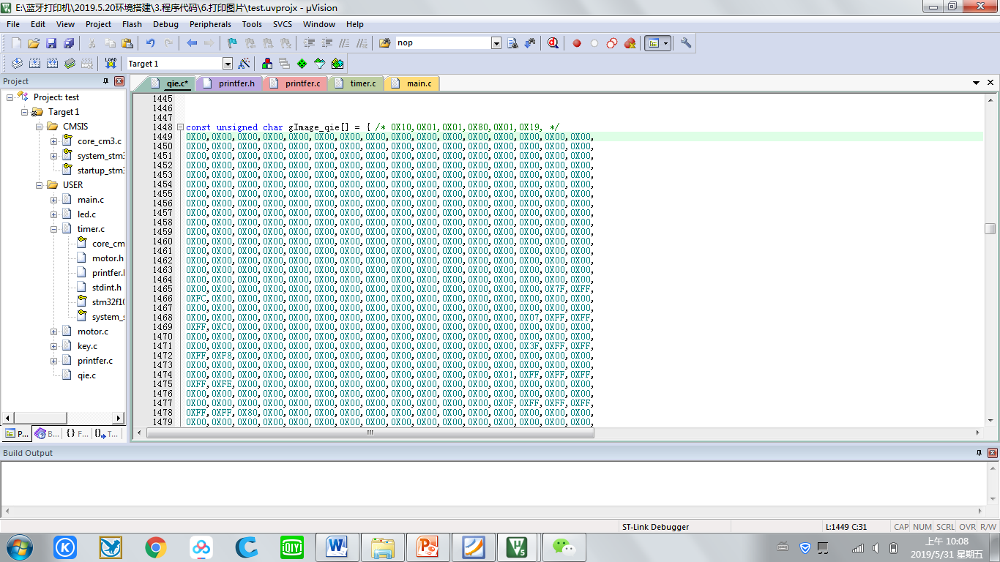 E:\蓝牙打印机\2019.5.20环境搭建\3.程序代码\6.打印图片\test.uvprojx - µVision
File Edit View Project Flash Debug Peripherals Tools SVCS Window Help
nop
LOAD Target 1
Project
Project: test
Target 1
CMSIS
core_cm3.c
system_stm3
startup_stm3
USER
main.c
led.c
timer.c
core_cm
motor.h
printfer.l
stdint.h
stm32f10
system_s
motor.c
key.c
printfer.c
qie.c
P... B... {} F... 0→ T...
qie.c* printfer.h printfer.c timer.c main.c
1445
1446
1447
1448 const unsigned char gImage_qie[] = { /* 0X10,0X01,0X01,0X80,0X01,0X19, */
1449 0X00,0X00,0X00,0X00,0X00,0X00,0X00,0X00,0X00,0X00,0X00,0X00,0X00,0X00,0X00,0X00,
1450 0X00,0X00,0X00,0X00,0X00,0X00,0X00,0X00,0X00,0X00,0X00,0X00,0X00,0X00,0X00,0X00,
1451 0X00,0X00,0X00,0X00,0X00,0X00,0X00,0X00,0X00,0X00,0X00,0X00,0X00,0X00,0X00,0X00,
1452 0X00,0X00,0X00,0X00,0X00,0X00,0X00,0X00,0X00,0X00,0X00,0X00,0X00,0X00,0X00,0X00,
1453 0X00,0X00,0X00,0X00,0X00,0X00,0X00,0X00,0X00,0X00,0X00,0X00,0X00,0X00,0X00,0X00,
1454 0X00,0X00,0X00,0X00,0X00,0X00,0X00,0X00,0X00,0X00,0X00,0X00,0X00,0X00,0X00,0X00,
1455 0X00,0X00,0X00,0X00,0X00,0X00,0X00,0X00,0X00,0X00,0X00,0X00,0X00,0X00,0X00,0X00,
1456 0X00,0X00,0X00,0X00,0X00,0X00,0X00,0X00,0X00,0X00,0X00,0X00,0X00,0X00,0X00,0X00,
1457 0X00,0X00,0X00,0X00,0X00,0X00,0X00,0X00,0X00,0X00,0X00,0X00,0X00,0X00,0X00,0X00,
1458 0X00,0X00,0X00,0X00,0X00,0X00,0X00,0X00,0X00,0X00,0X00,0X00,0X00,0X00,0X00,0X00,
1459 0X00,0X00,0X00,0X00,0X00,0X00,0X00,0X00,0X00,0X00,0X00,0X00,0X00,0X00,0X00,0X00,
1460 0X00,0X00,0X00,0X00,0X00,0X00,0X00,0X00,0X00,0X00,0X00,0X00,0X00,0X00,0X00,0X00,
1461 0X00,0X00,0X00,0X00,0X00,0X00,0X00,0X00,0X00,0X00,0X00,0X00,0X00,0X00,0X00,0X00,
1462 0X00,0X00,0X00,0X00,0X00,0X00,0X00,0X00,0X00,0X00,0X00,0X00,0X00,0X00,0X00,0X00,
1463 0X00,0X00,0X00,0X00,0X00,0X00,0X00,0X00,0X00,0X00,0X00,0X00,0X00,0X00,0X00,0X00,
1464 0X00,0X00,0X00,0X00,0X00,0X00,0X00,0X00,0X00,0X00,0X00,0X00,0X00,0X00,0X00,0X00,
1465 0X00,0X00,0X00,0X00,0X00,0X00,0X00,0X00,0X00,0X00,0X00,0X00,0X00,0X00,0X7F,0XFF,
1466 0XFC,0X00,0X00,0X00,0X00,0X00,0X00,0X00,0X00,0X00,0X00,0X00,0X00,0X00,0X00,0X00,
1467 0X00,0X00,0X00,0X00,0X00,0X00,0X00,0X00,0X00,0X00,0X00,0X00,0X00,0X00,0X00,0X00,
1468 0X00,0X00,0X00,0X00,0X00,0X00,0X00,0X00,0X00,0X00,0X00,0X00,0X00,0X07,0XFF,0XFF,
1469 0XFF,0XC0,0X00,0X00,0X00,0X00,0X00,0X00,0X00,0X00,0X00,0X00,0X00,0X00,0X00,0X00,
1470 0X00,0X00,0X00,0X00,0X00,0X00,0X00,0X00,0X00,0X00,0X00,0X00,0X00,0X00,0X00,0X00,
1471 0X00,0X00,0X00,0X00,0X00,0X00,0X00,0X00,0X00,0X00,0X00,0X00,0X00,0X3F,0XFF,0XFF,
1472 0XFF,0XF8,0X00,0X00,0X00,0X00,0X00,0X00,0X00,0X00,0X00,0X00,0X00,0X00,0X00,0X00,
1473 0X00,0X00,0X00,0X00,0X00,0X00,0X00,0X00,0X00,0X00,0X00,0X00,0X00,0X00,0X00,0X00,
1474 0X00,0X00,0X00,0X00,0X00,0X00,0X00,0X00,0X00,0X00,0X00,0X00,0X01,0XFF,0XFF,0XFF,
1475 0XFF,0XFE,0X00,0X00,0X00,0X00,0X00,0X00,0X00,0X00,0X00,0X00,0X00,0X00,0X00,0X00,
1476 0X00,0X00,0X00,0X00,0X00,0X00,0X00,0X00,0X00,0X00,0X00,0X00,0X00,0X00,0X00,0X00,
1477 0X00,0X00,0X00,0X00,0X00,0X00,0X00,0X00,0X00,0X00,0X00,0X00,0X0F,0XFF,0XFF,0XFF,
1478 0XFF,0XFF,0X80,0X00,0X00,0X00,0X00,0X00,0X00,0X00,0X00,0X00,0X00,0X00,0X00,0X00,
1479 0X00,0X00,0X00,0X00,0X00,0X00,0X00,0X00,0X00,0X00,0X00,0X00,0X00,0X00,0X00,0X00,
Build Output
ST-Link Debugger L:1449 C:31 CAP NUM SCRL OVR R/W
QIY
上午 10:08
2019/5/31 星期五